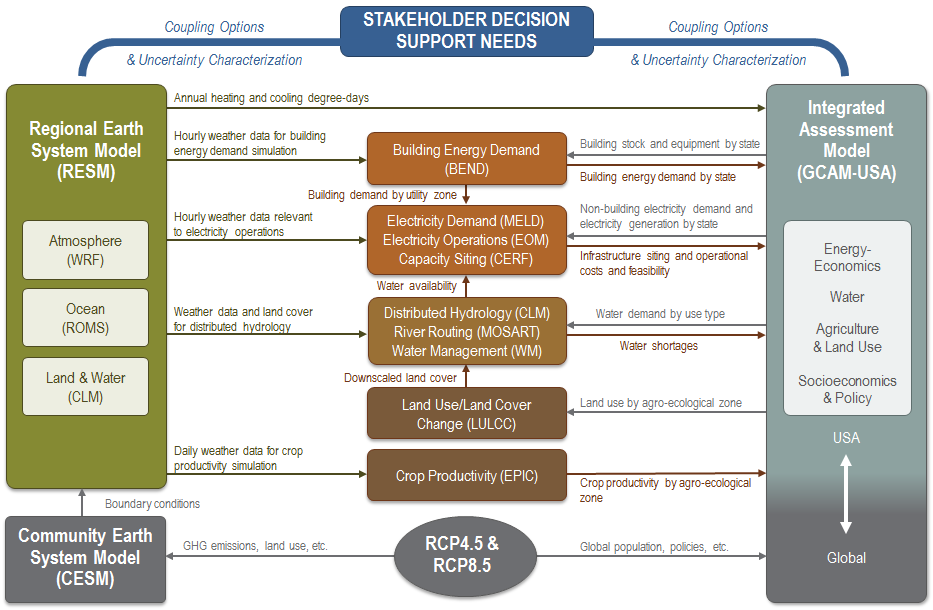 STAKEHOLDER DECISION
SUPPORT NEEDS
Coupling Options
& Uncertainty Characterization
Coupling Options
& Uncertainty Characterization
Regional Earth
System Model
(RESM)
Atmosphere
(WRF)
Ocean
(ROMS)
Land & Water
(CLM)
Boundary conditions
Community Earth
System Model
(CESM)
Annual heating and cooling degree-days
Hourly weather data for building
energy demand simulation
Hourly weather data relevant
to electricity operations
Weather data and land cover
for distributed hydrology
Daily weather data for crop
productivity simulation
GHG emissions, land use, etc.
Building Energy Demand
(BEND)
Building demand by utility zone
Electricity Demand (MELD)
Electricity Operations (EOM)
Capacity Siting (CERF)
Water availability
Distributed Hydrology (CLM)
River Routing (MOSART)
Water Management (WM)
Downscaled land cover
Land Use/Land Cover
Change (LULCC)
Crop Productivity (EPIC)
RCP4.5 &
RCP8.5
Building stock and equipment by state
Building energy demand by state
Non-building electricity demand and
electricity generation by state
Infrastructure siting and operational
costs and feasibility
Water demand by use type
Water shortages
Land use by agro-ecological zone
Crop productivity by agro-ecological
zone
Global population, policies, etc.
Integrated
Assessment
Model
(GCAM-USA)
Energy-
Economics
Water
Agriculture
& Land Use
Socioeconomics
& Policy
USA
Global